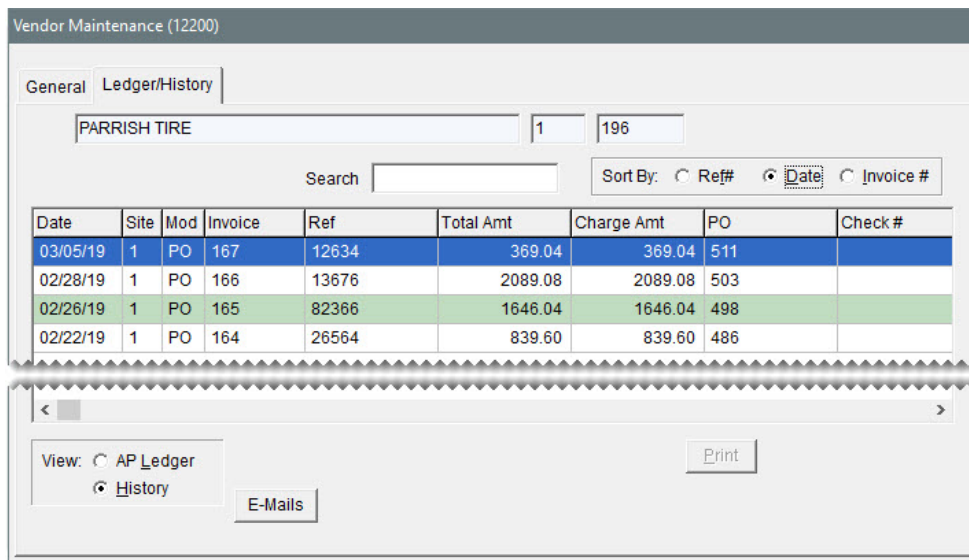 Vendor Maintenance (12200)
General Ledger/History
PARRISH TIRE 1 196
Search Sort By: Ref# Date Invoice #
Date Site Mod Invoice Ref Total Amt Charge Amt PO Check #
03/05/19 1 PO 167 12634 369.04 369.04 511
02/28/19 1 PO 166 13676 2089.08 2089.08 503
02/26/19 1 PO 165 82366 1646.04 1646.04 498
02/22/19 1 PO 164 26564 839.60 839.60 486
View: AP Ledger Print
History
E-Mails